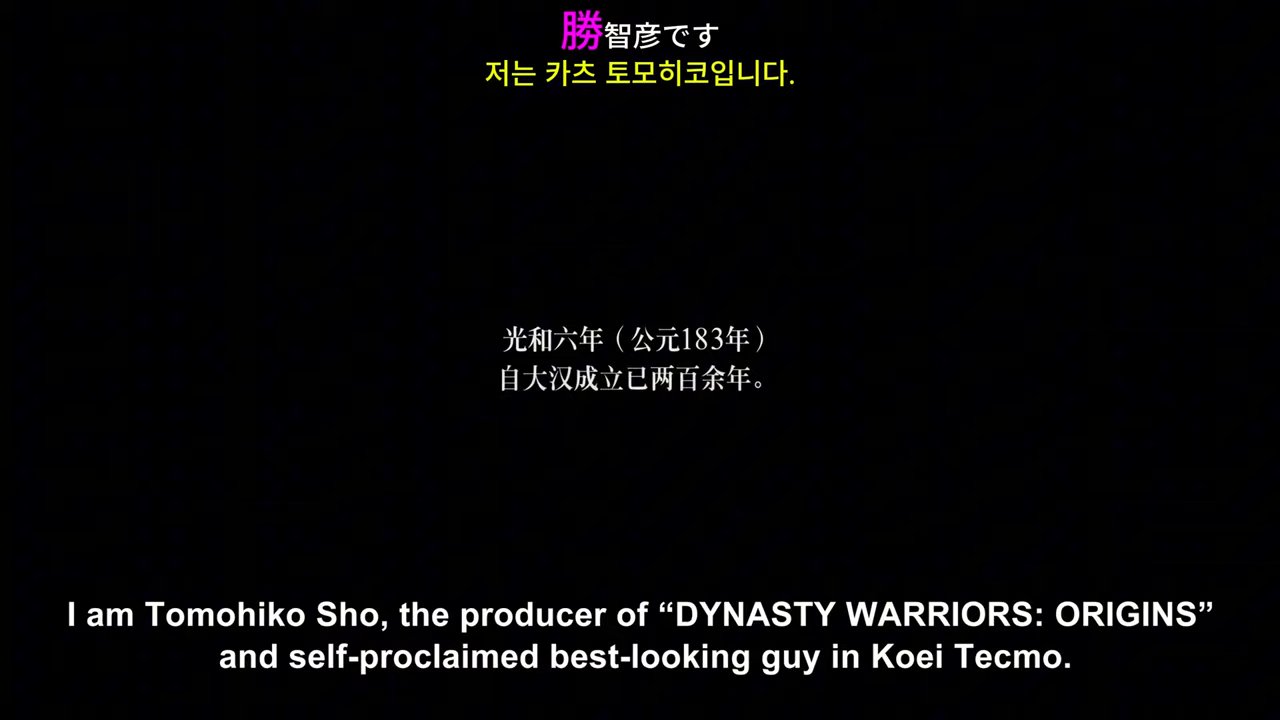 勝智彦です
저는 카츠 토모히코입니다.
光和六年（公元183年）
自大汉成立已两百余年。
I am Tomohiko Sho, the producer of “DYNASTY WARRIORS: ORIGINS”
and self-proclaimed best-looking guy in Koei Tecmo.